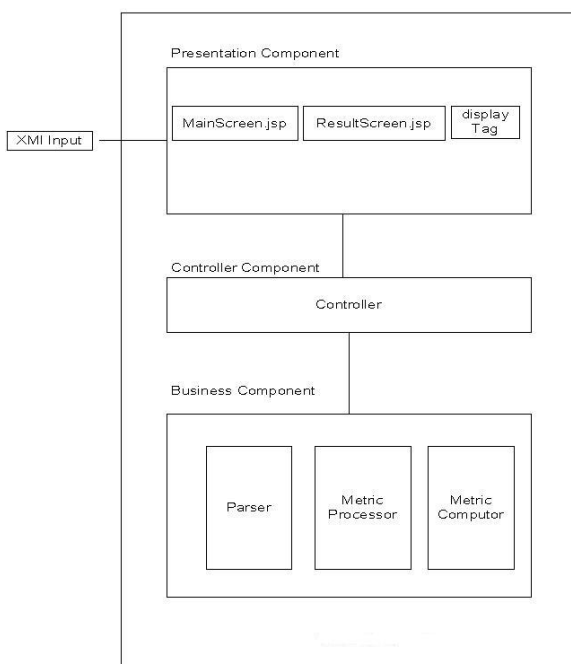 Presentation Component
MainScreen.jsp
ResultScreen.jsp
display
Tag
XMI Input
Controller Component
Controller
Business Component
Parser
Metric
Processor
Metric
Computor